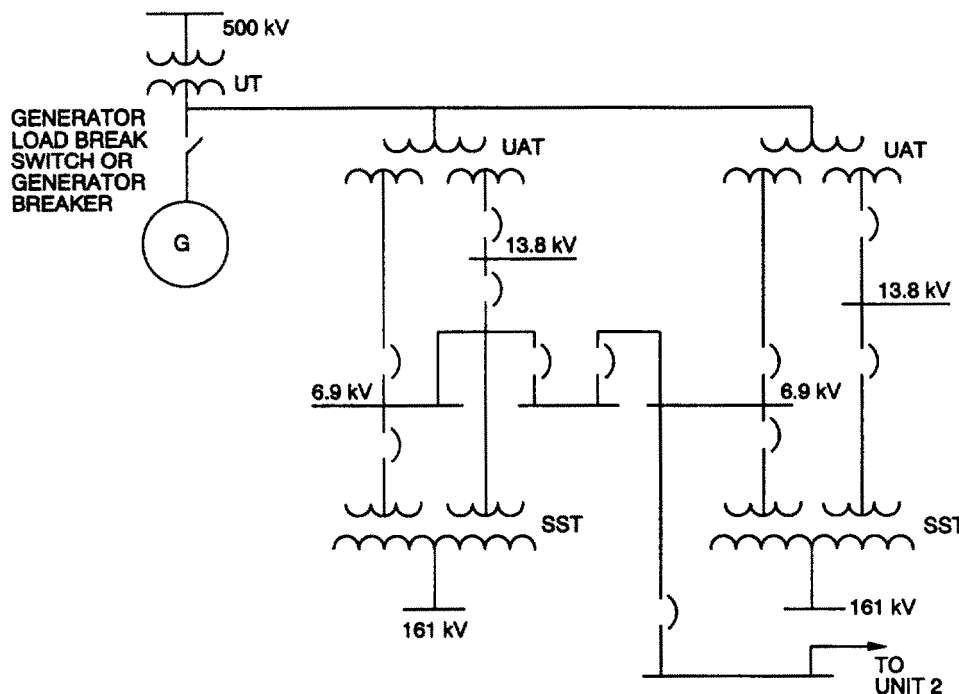 500 kV
UT
GENERATOR
LOAD BREAK
SWITCH OR
GENERATOR
BREAKER
G
UAT
UAT
13.8 kV
13.8 kV
6.9 kV
6.9 kV
SST
SST
161 kV
161 kV
TO
UNIT 2